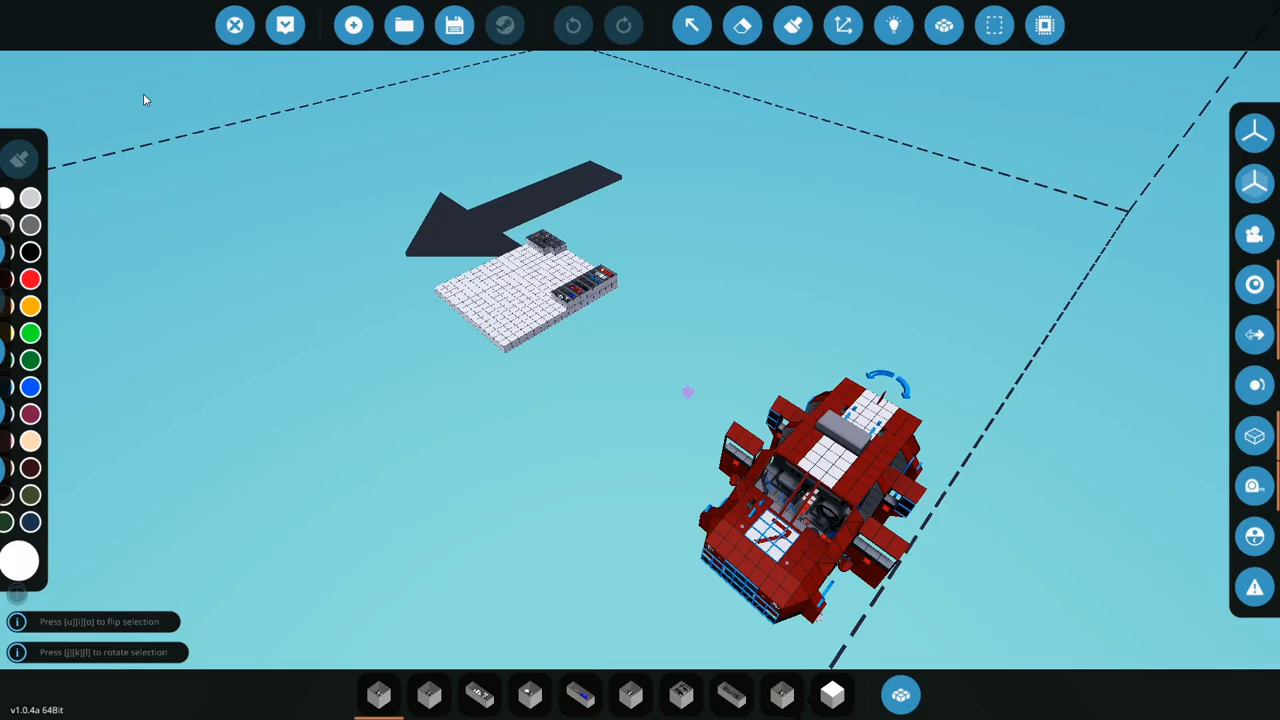 Press [u][i][o] to flip selection
Press [j][k][l] to rotate selection
v1.0.4a 64Bit